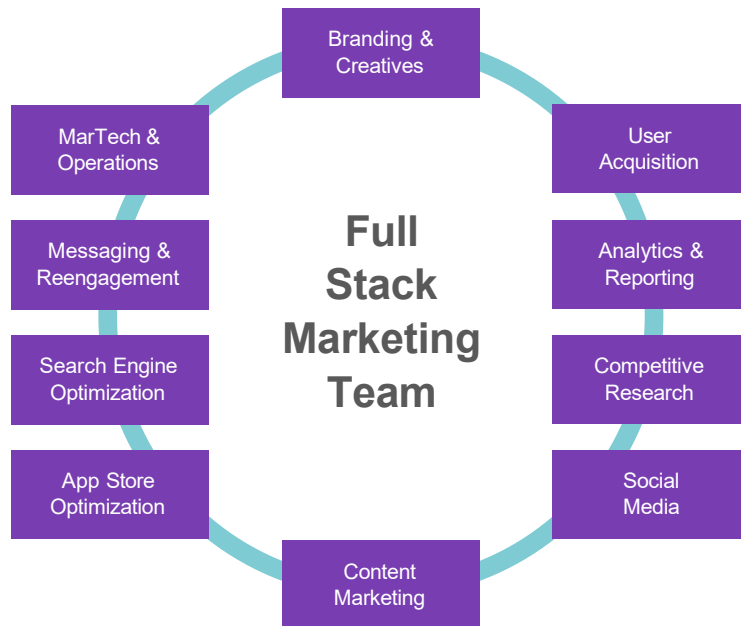 Branding &
Creatives
MarTech &
Operations
User
Acquisition
Messaging &
Reengagement
Full
Stack
Marketing
Team
Analytics &
Reporting
Search Engine
Optimization
Competitive
Research
App Store
Optimization
Social
Media
Content
Marketing